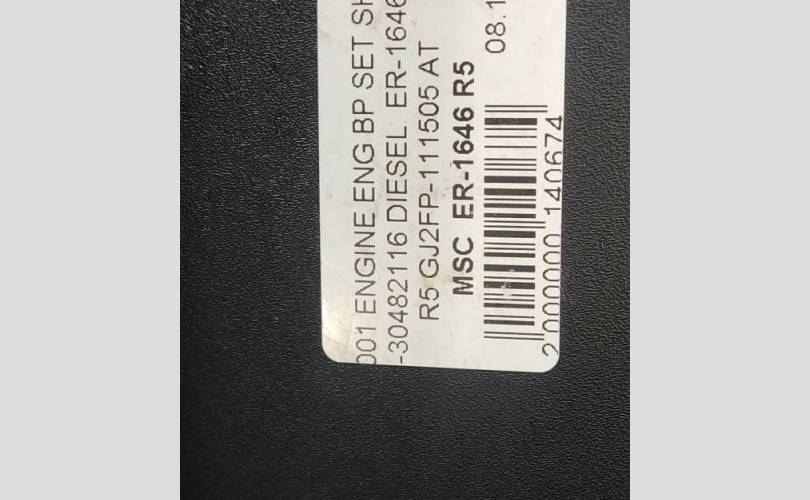 001 ENGINE ENG BP SET SH
-30482116 DIESEL ER-1646
R5 GJ2FP-111505 AT
MSC ER-1646 R5
08.1
2000000 140674